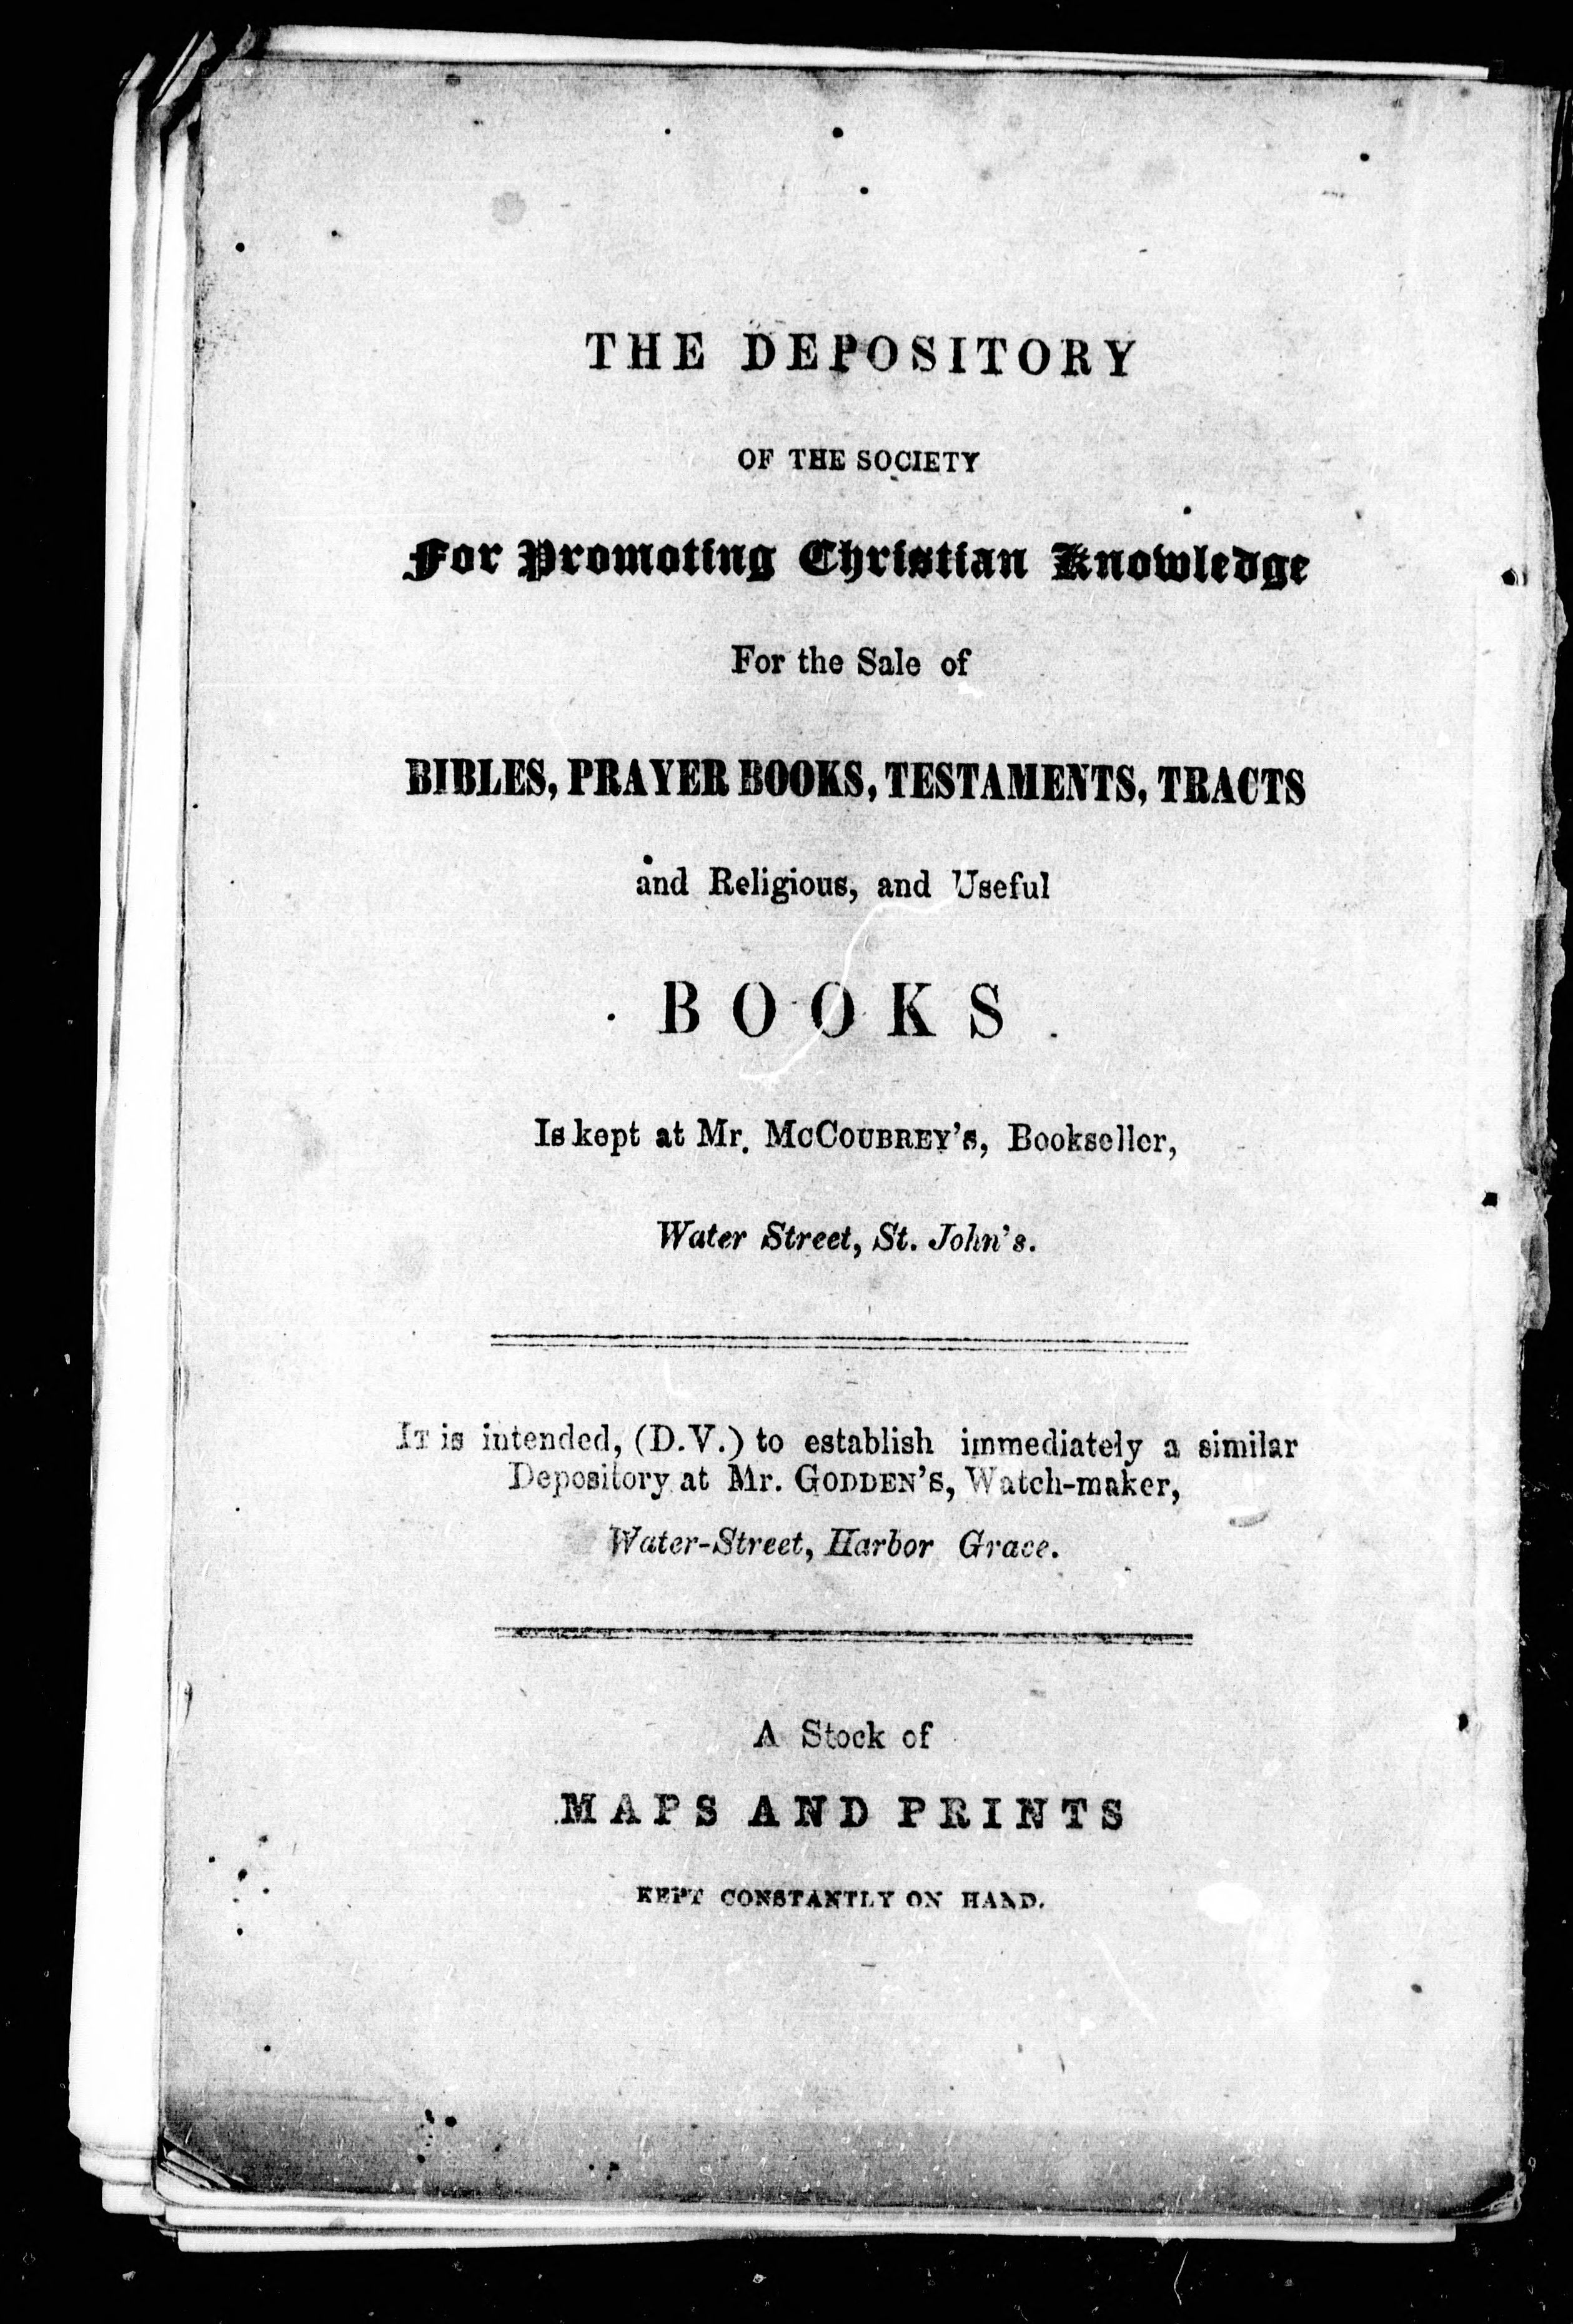 THE DEPOSITORY
OF THE SOCIETY
For Promoting Christian Knowledge
For the Sale of
BIBLES, PRAYER BOOKS, TESTAMENTS, TRACTS
and Religious, and Useful
BOOKS
Is kept at Mr. McCoubrey's, Bookseller,
Water Street, St. John's.
It is intended, (D.V.) to establish immediately a similar
Depository at Mr. Godden's, Watch-maker,
Water-Street, Harbor Grace.
A Stock of
MAPS AND PRINTS
KEPT CONSTANTLY ON HAND.